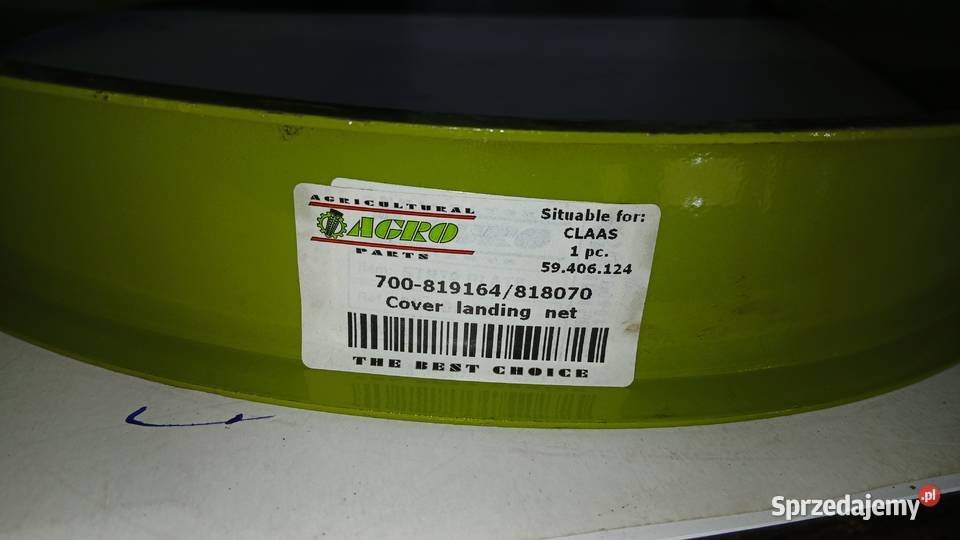 AGRICULTURAL
AGRO
PARTS
Situable for:
CLAAS
1 pc.
59.406.124
700-819164/818070
Cover landing net
THE BEST CHOICE
Sprzedajemy.pl